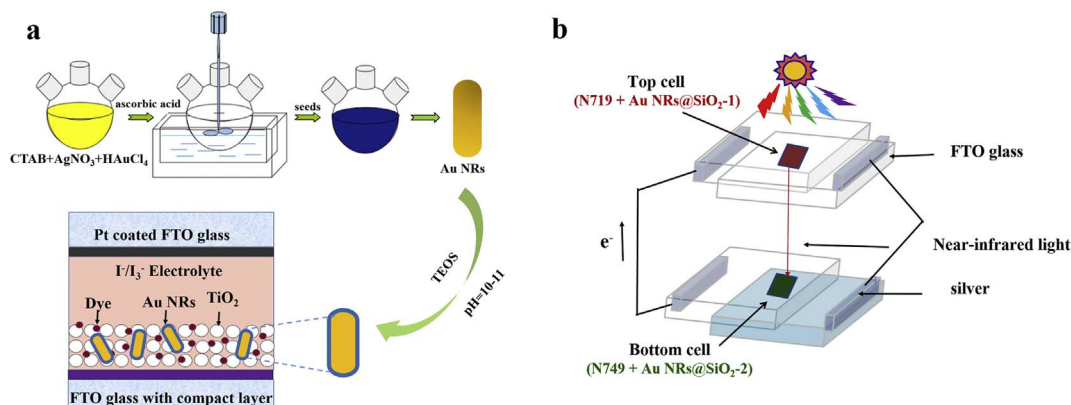 a
ascorbic acid
seeds
CTAB+AgNO₃+HAuCl₄
Au NRs
TEOS
pH=10-11
Pt coated FTO glass
I⁻/I₃⁻ Electrolyte
Dye
Au NRs
TiO₂
FTO glass with compact layer
b
Top cell
(N719 + Au NRs@SiO₂-1)
FTO glass
e⁻
Near-infrared light
silver
Bottom cell
(N749 + Au NRs@SiO₂-2)